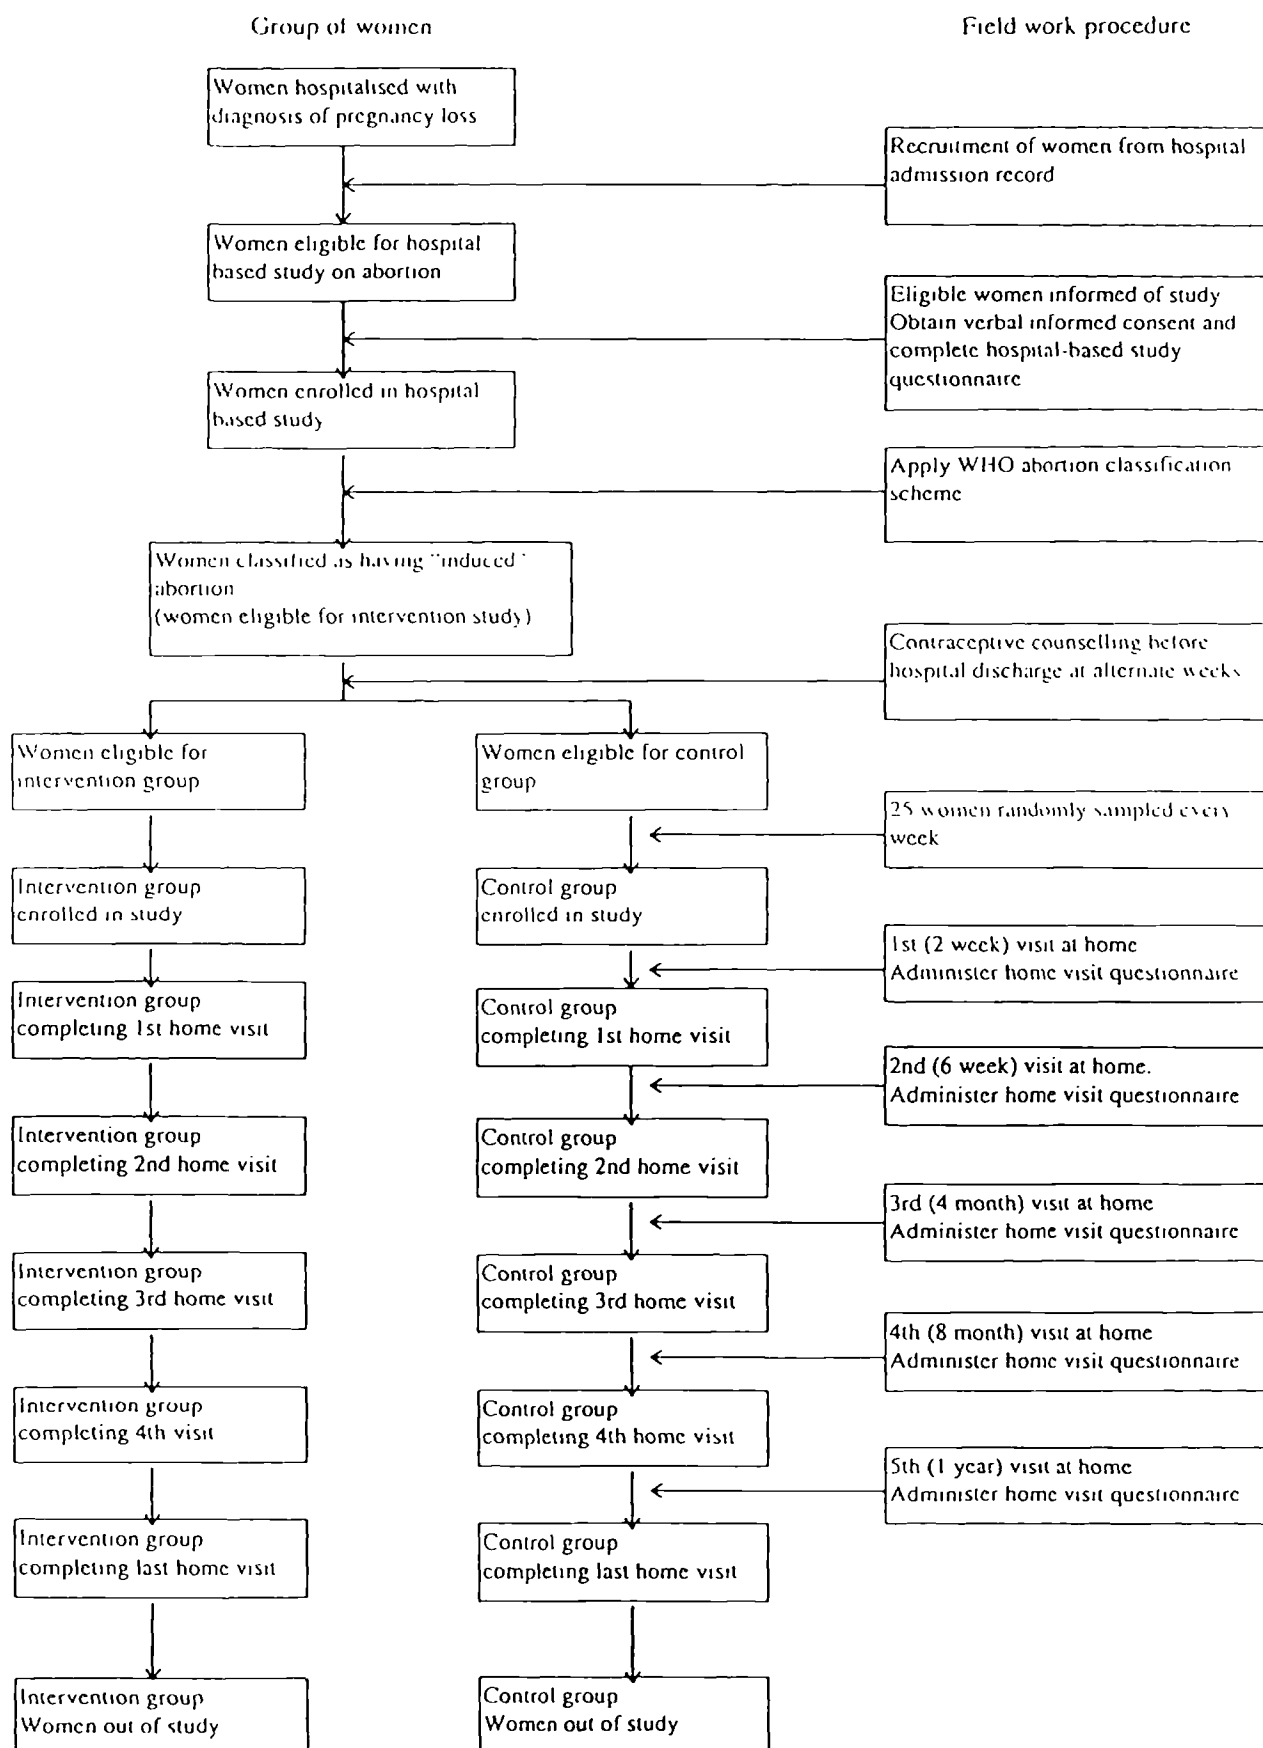 Group of women
Field work procedure
Women hospitalised with
diagnosis of pregnancy loss
Recruitment of women from hospital
admission record
Women eligible for hospital
based study on abortion
Eligible women informed of study
Obtain verbal informed consent and
complete hospital-based study
questionnaire
Women enrolled in hospital
based study
Apply WHO abortion classification
scheme
Women classified as having "induced"
abortion
(women eligible for intervention study)
Contraceptive counselling before
hospital discharge at alternate weeks
Women eligible for
intervention group
Women eligible for control
group
25 women randomly sampled every
week
Intervention group
enrolled in study
Control group
enrolled in study
1st (2 week) visit at home
Administer home visit questionnaire
Intervention group
completing 1st home visit
Control group
completing 1st home visit
2nd (6 week) visit at home.
Administer home visit questionnaire
Intervention group
completing 2nd home visit
Control group
completing 2nd home visit
3rd (4 month) visit at home
Administer home visit questionnaire
Intervention group
completing 3rd home visit
Control group
completing 3rd home visit
4th (8 month) visit at home
Administer home visit questionnaire
Intervention group
completing 4th visit
Control group
completing 4th home visit
5th (1 year) visit at home
Administer home visit questionnaire
Intervention group
completing last home visit
Control group
completing last home visit
Intervention group
Women out of study
Control group
Women out of study